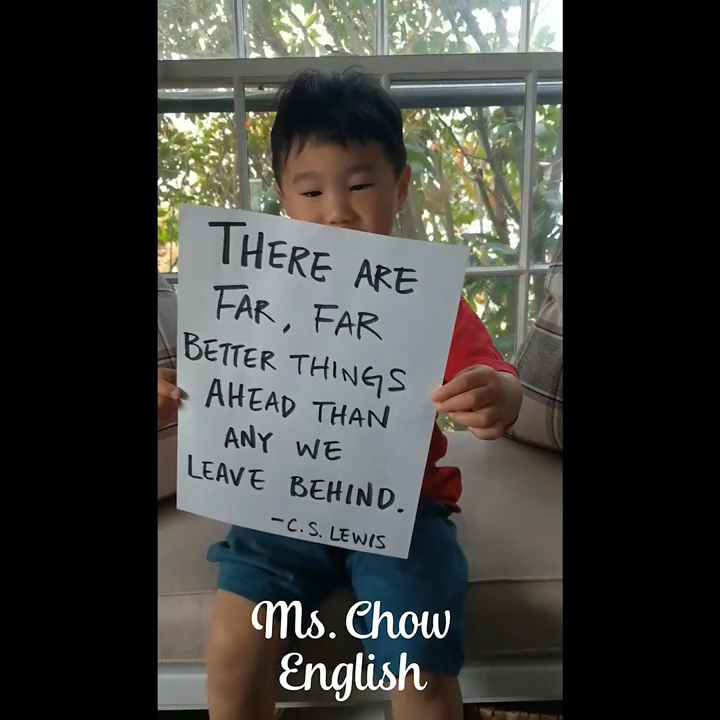 THERE ARE
FAR, FAR
BETTER THINGS
AHEAD THAN
ANY WE
LEAVE BEHIND.
-C.S. LEWIS
Ms. Chow
English